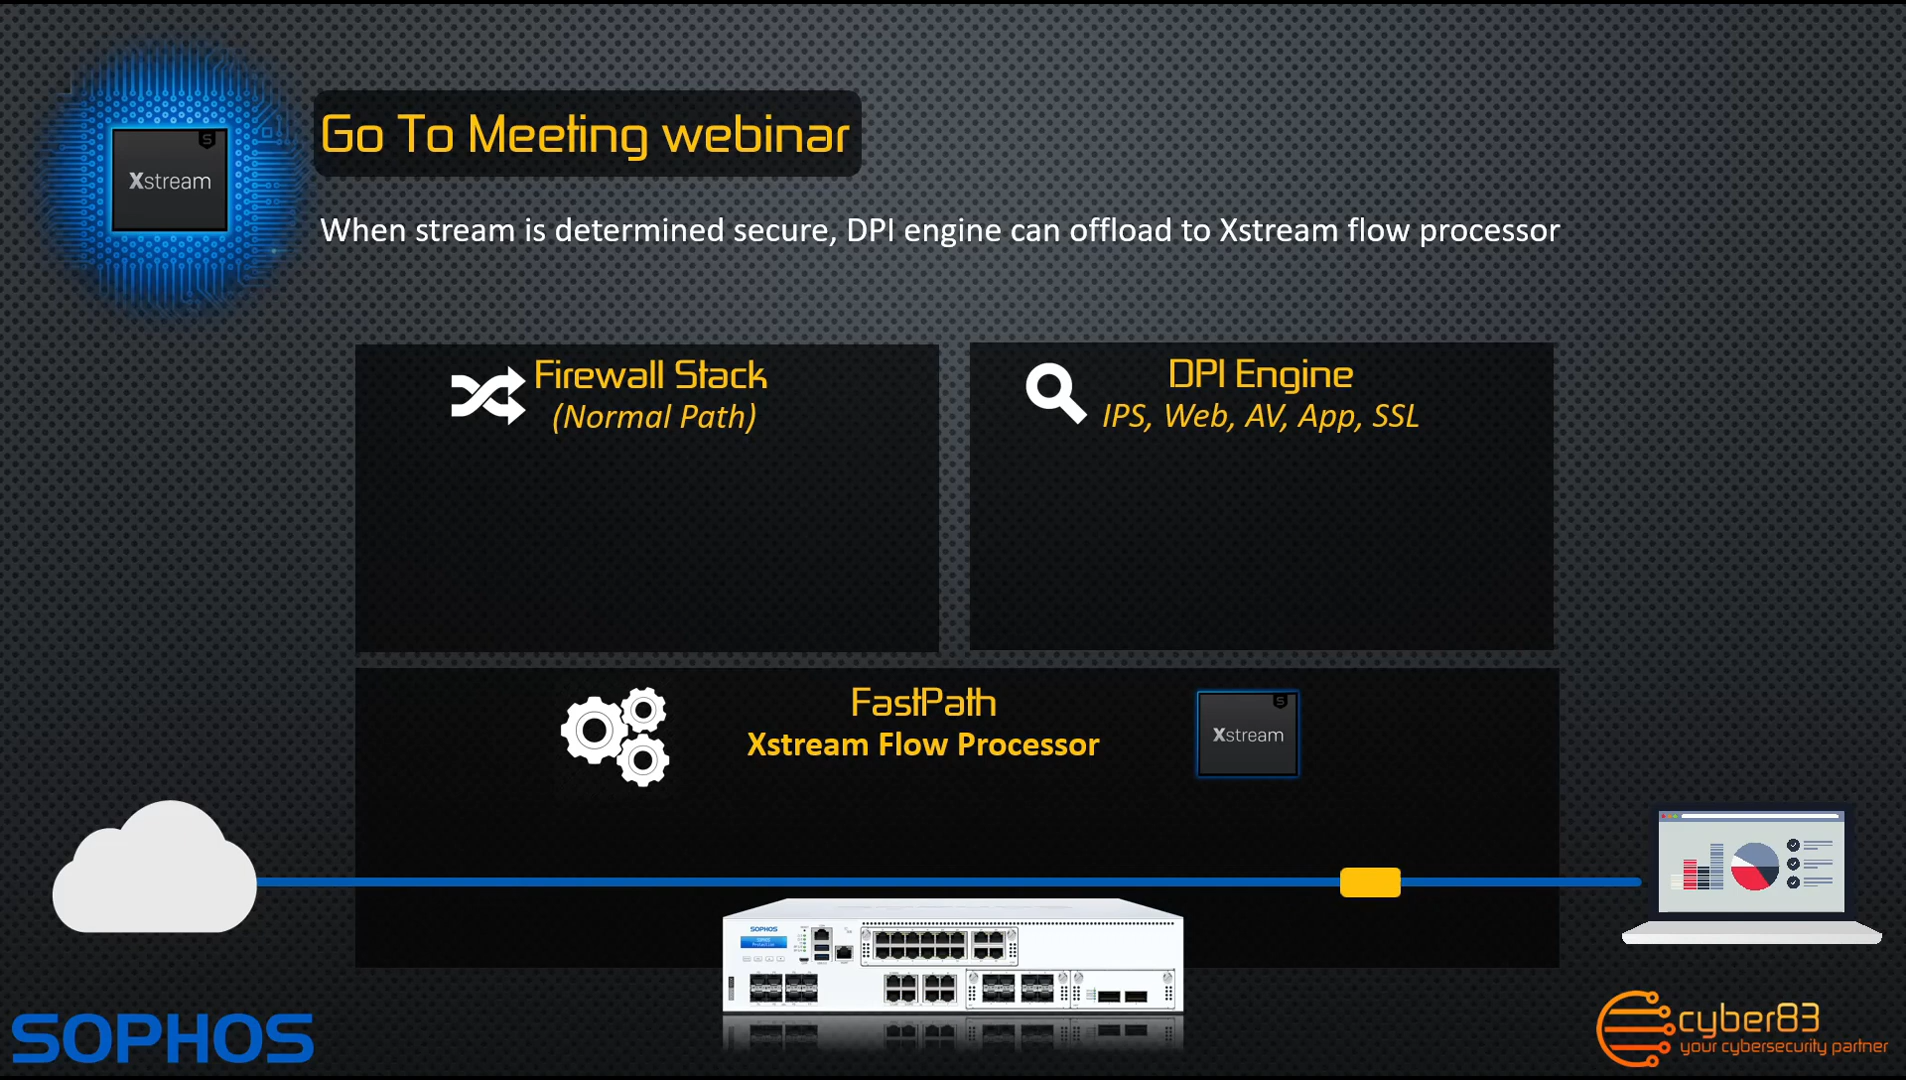 Xstream
Go To Meeting webinar
When stream is determined secure, DPI engine can offload to Xstream flow processor
Firewall Stack
(Normal Path)
DPI Engine
IPS, Web, AV, App, SSL
FastPath
Xstream Flow Processor
Xstream
SOPHOS
SOPHOS
cyber83
your cybersecurity partner